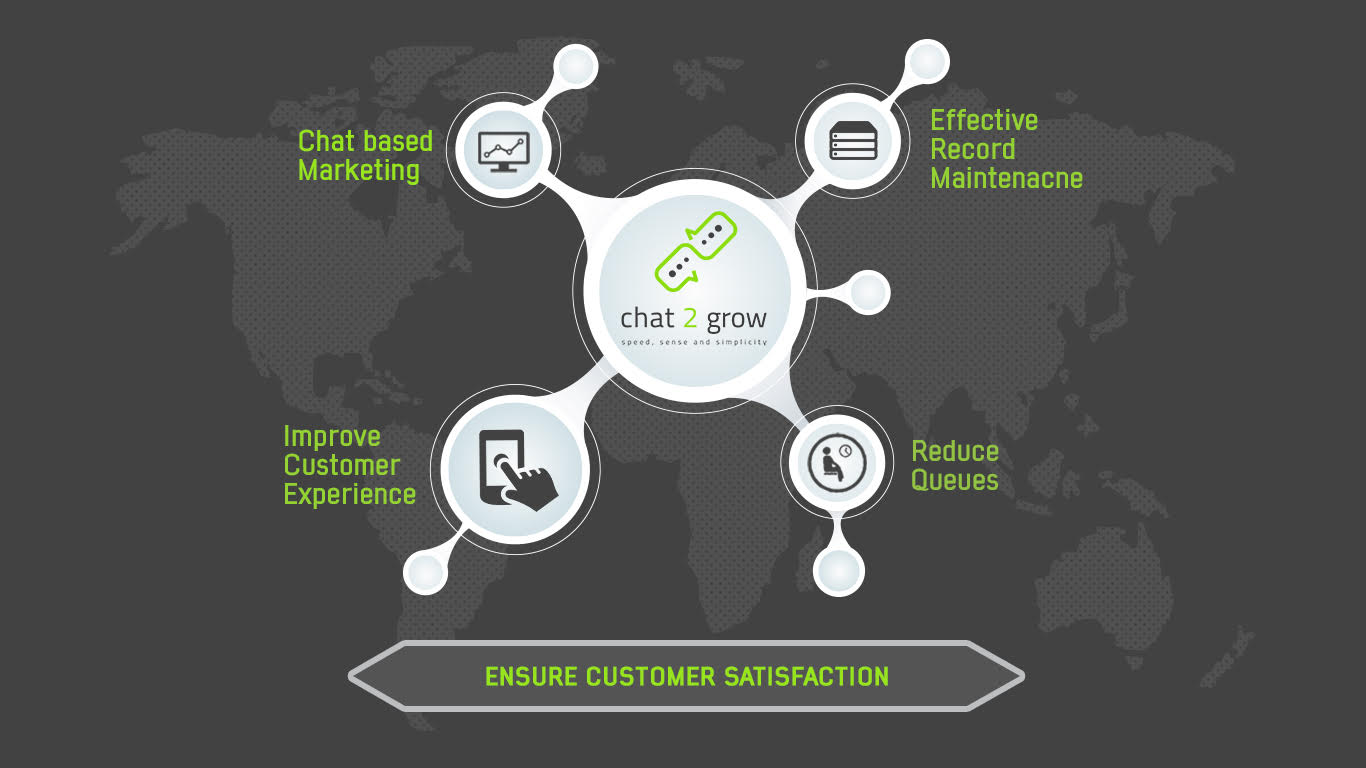 Chat based
Marketing
Effective
Record
Maintenacne
chat 2 grow
speed, sense and simplicity
Improve
Customer
Experience
Reduce
Queues
ENSURE CUSTOMER SATISFACTION